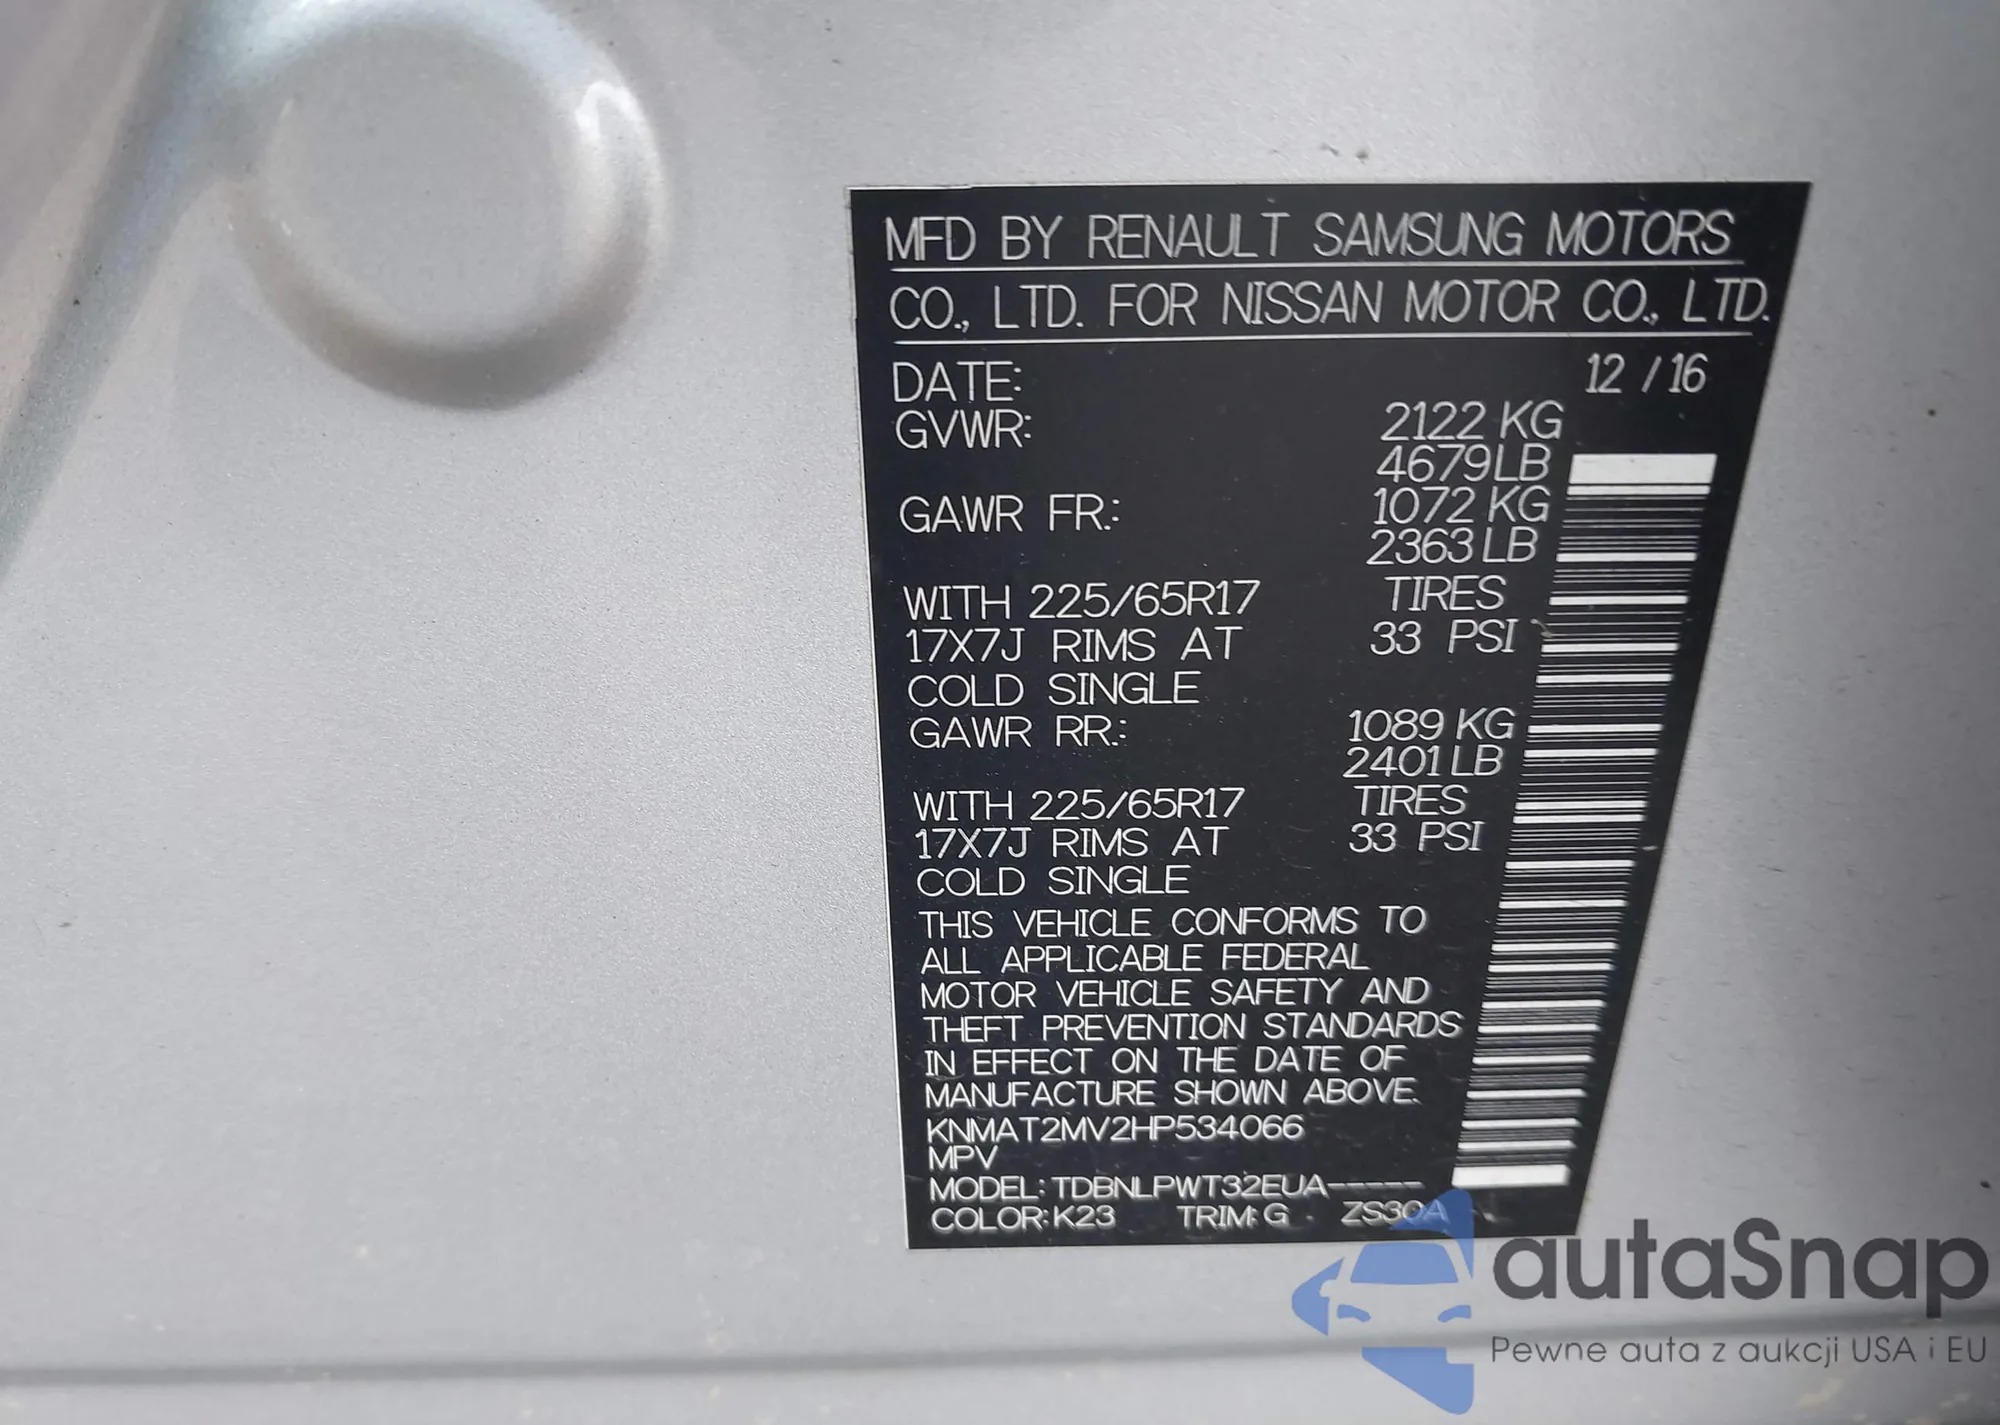 MFD BY RENAULT SAMSUNG MOTORS
CO., LTD. FOR NISSAN MOTOR CO., LTD.
DATE: 12 / 16
GVWR: 2122 KG
4679 LB
GAWR FR.: 1072 KG
2363 LB
WITH 225/65R17 TIRES
17X7J RIMS AT 33 PSI
COLD SINGLE
GAWR RR.: 1089 KG
2401 LB
WITH 225/65R17 TIRES
17X7J RIMS AT 33 PSI
COLD SINGLE
THIS VEHICLE CONFORMS TO
ALL APPLICABLE FEDERAL
MOTOR VEHICLE SAFETY AND
THEFT PREVENTION STANDARDS
IN EFFECT ON THE DATE OF
MANUFACTURE SHOWN ABOVE.
KNMAT2MV2HP534066
MPV
MODEL: TDBNLPWT32EUA-----
COLOR: K23 TRIM: G ZS30A
autaSnap
Pewne auta z aukcji USA i EU